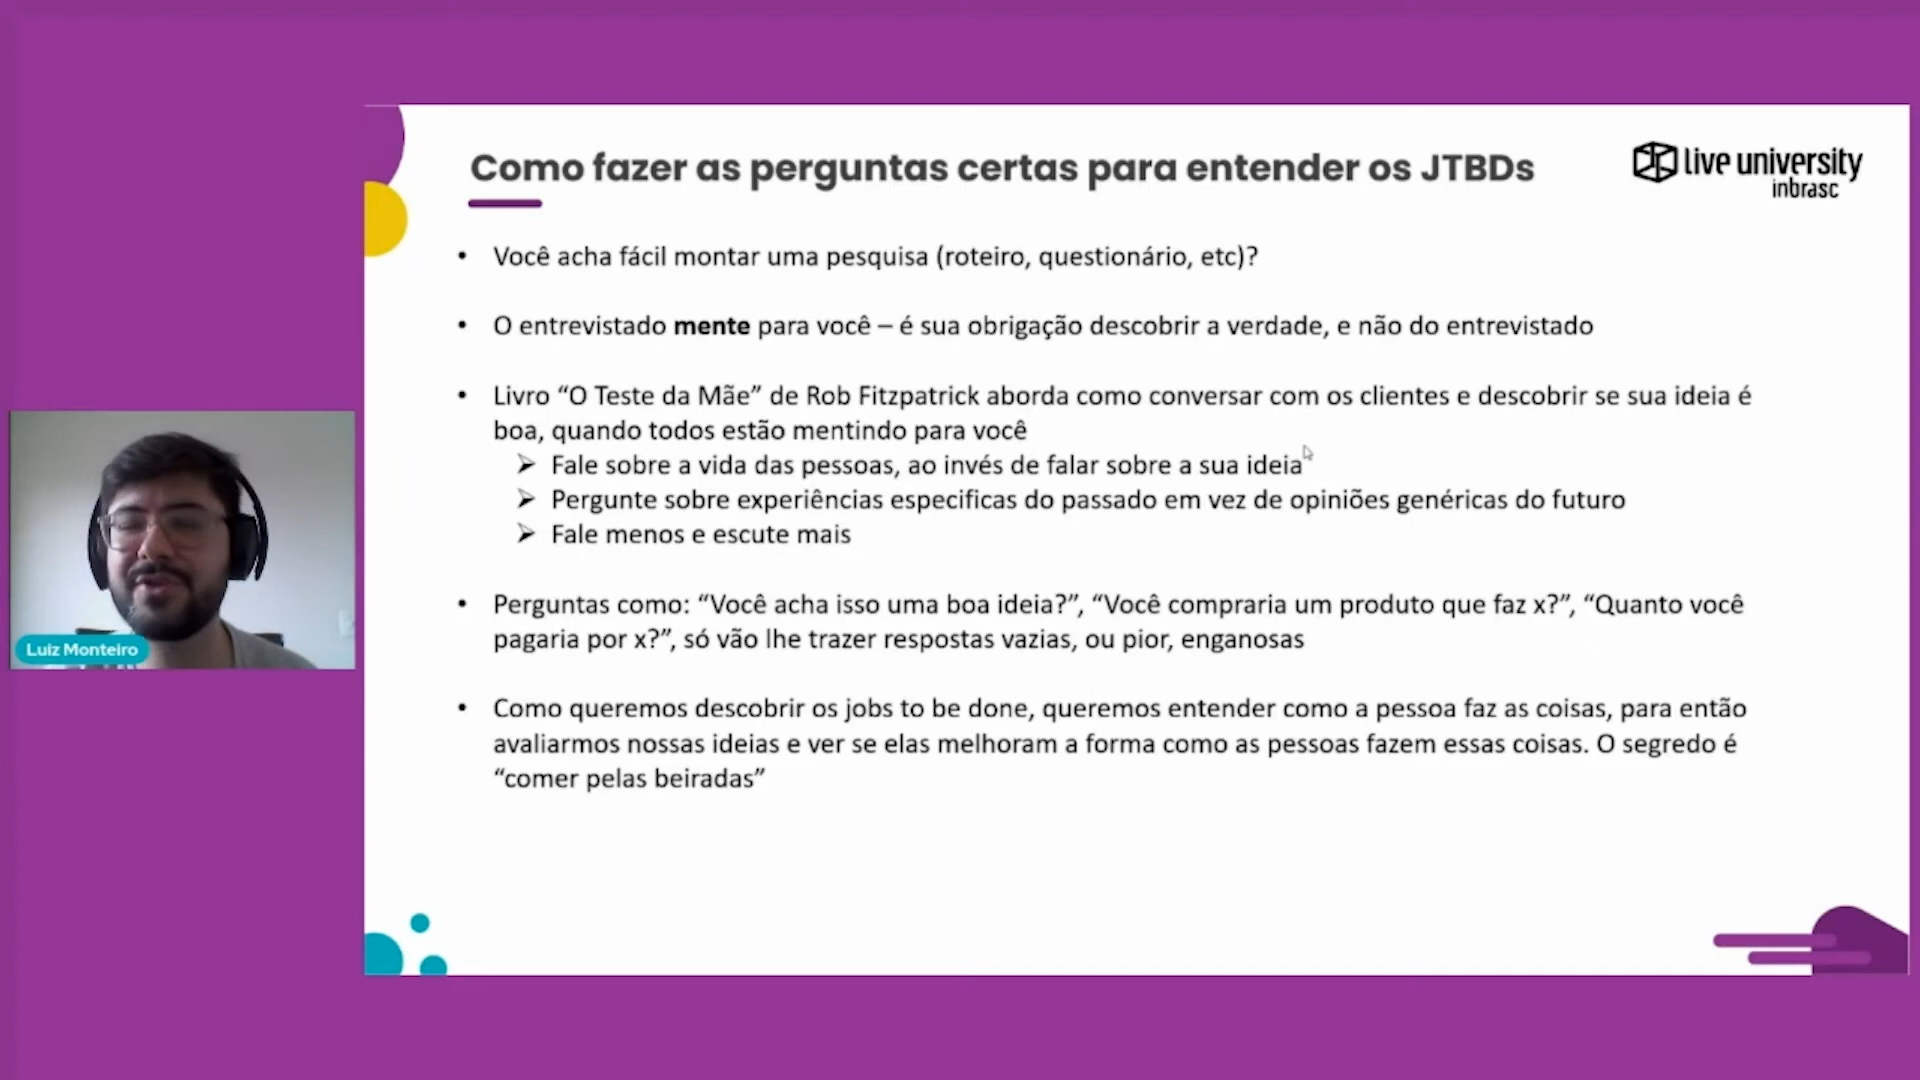 Como fazer as perguntas certas para entender os JTBDs
live university
inbrasc
• Você acha fácil montar uma pesquisa (roteiro, questionário, etc)?
• O entrevistado mente para você – é sua obrigação descobrir a verdade, e não do entrevistado
• Livro “O Teste da Mãe” de Rob Fitzpatrick aborda como conversar com os clientes e descobrir se sua ideia é
boa, quando todos estão mentindo para você
➢ Fale sobre a vida das pessoas, ao invés de falar sobre a sua ideia
➢ Pergunte sobre experiências especificas do passado em vez de opiniões genéricas do futuro
➢ Fale menos e escute mais
• Perguntas como: “Você acha isso uma boa ideia?”, “Você compraria um produto que faz x?”, “Quanto você
pagaria por x?”, só vão lhe trazer respostas vazias, ou pior, enganosas
• Como queremos descobrir os jobs to be done, queremos entender como a pessoa faz as coisas, para então
avaliarmos nossas ideias e ver se elas melhoram a forma como as pessoas fazem essas coisas. O segredo é
“comer pelas beiradas”
Luiz Monteiro